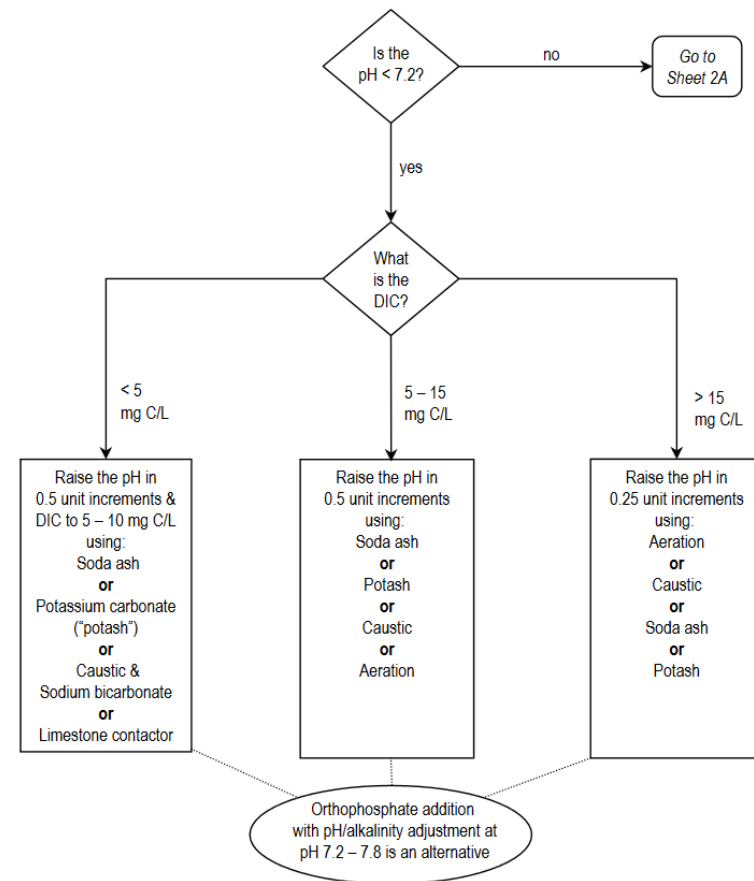 Is the
pH < 7.2?
no
Go to
Sheet 2A
yes
What
is the
DIC?
< 5
mg C/L
5 – 15
mg C/L
> 15
mg C/L
Raise the pH in
0.5 unit increments &
DIC to 5 – 10 mg C/L
using:
Soda ash
or
Potassium carbonate
("potash")
or
Caustic &
Sodium bicarbonate
or
Limestone contactor
Raise the pH in
0.5 unit increments
using:
Soda ash
or
Potash
or
Caustic
or
Aeration
Raise the pH in
0.25 unit increments
using:
Aeration
or
Caustic
or
Soda ash
or
Potash
Orthophosphate addition
with pH/alkalinity adjustment at
pH 7.2 – 7.8 is an alternative